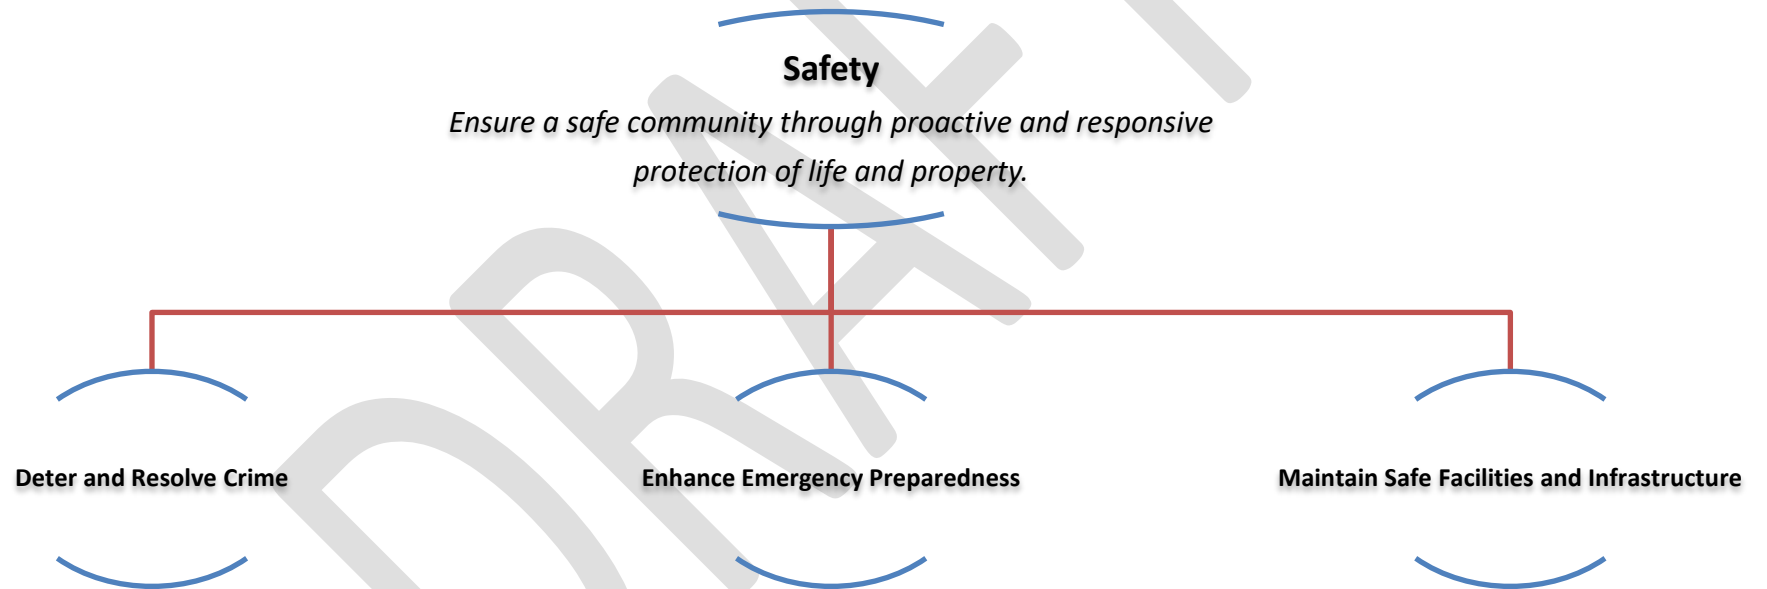 Safety
Ensure a safe community through proactive and responsive
protection of life and property.
Deter and Resolve Crime
Enhance Emergency Preparedness
Maintain Safe Facilities and Infrastructure
DRAFT